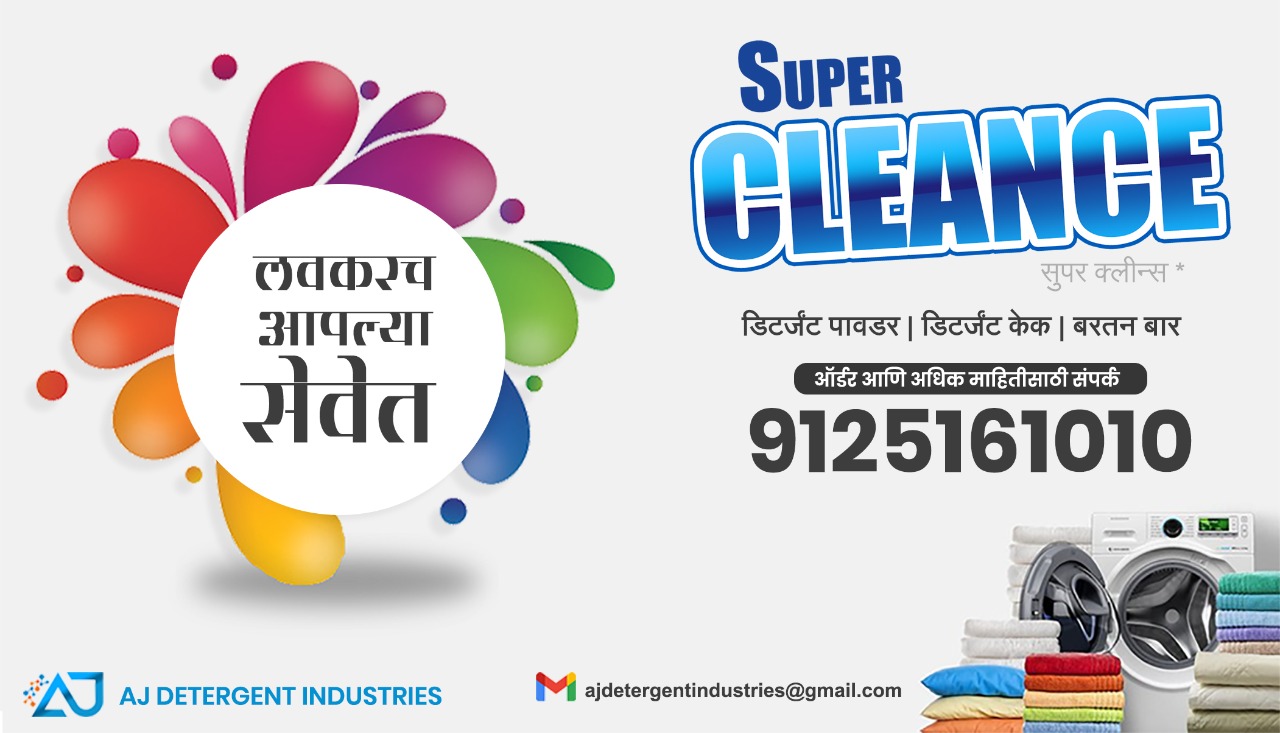 लवकरच
आपल्या
सेवेत
SUPER
CLEANCE
सुपर क्लीन्स *
डिटर्जंट पावडर | डिटर्जंट केक | बरतन बार
ऑर्डर आणि अधिक माहितीसाठी संपर्क
9125161010
AJ DETERGENT INDUSTRIES
ajdetergentindustries@gmail.com